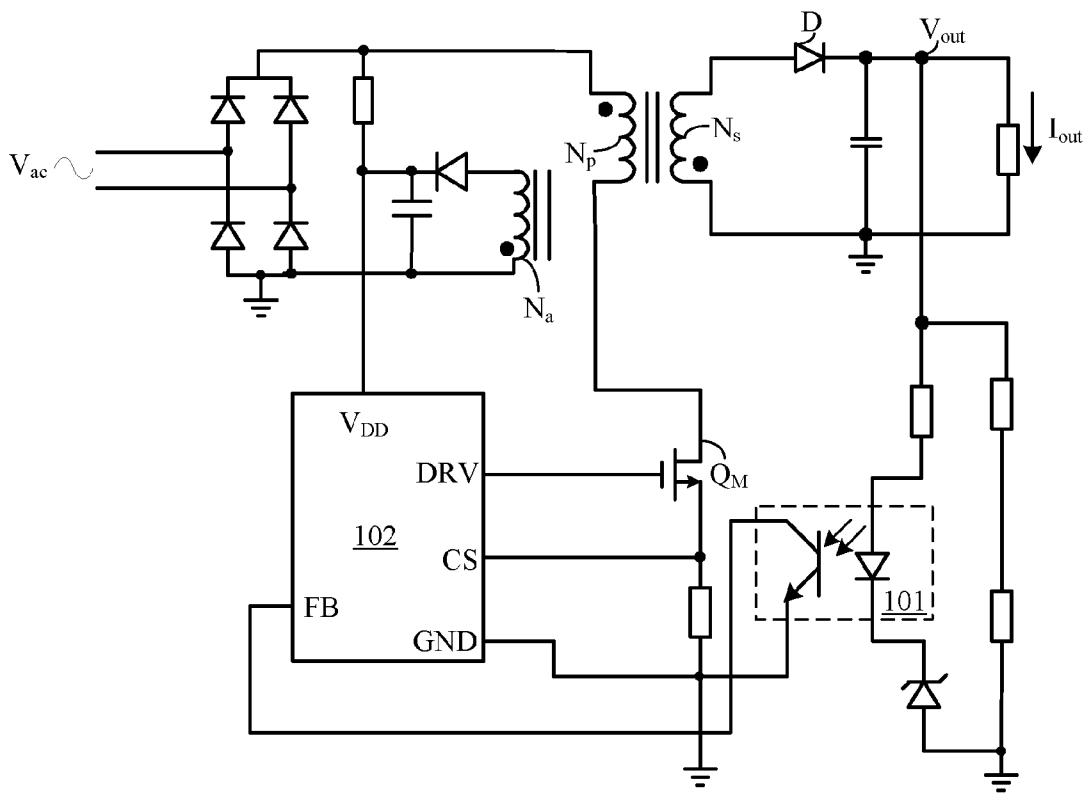 D
V_out
V_ac
N_p
N_s
I_out
N_a
V_DD
DRV
Q_M
102
CS
FB
101
GND